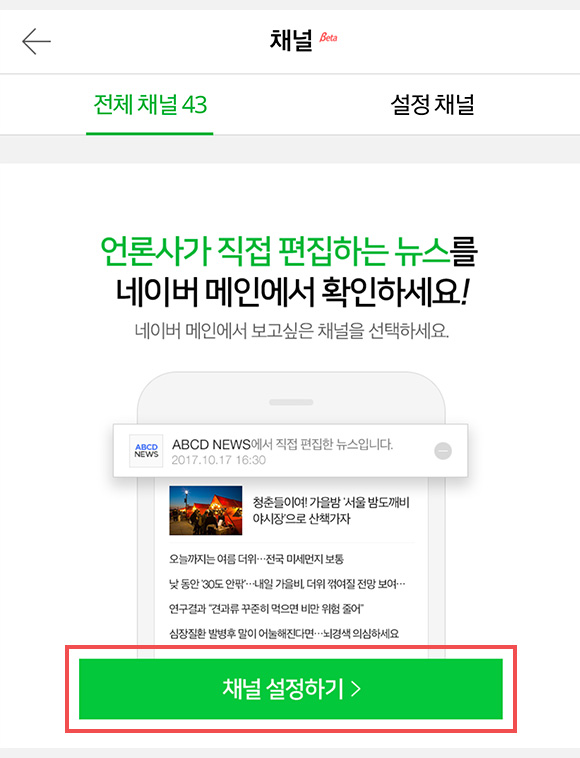 채널 Beta
전체 채널 43
설정 채널
언론사가 직접 편집하는 뉴스를
네이버 메인에서 확인하세요!
네이버 메인에서 보고싶은 채널을 선택하세요.
ABCD
NEWS
ABCD NEWS에서 직접 편집한 뉴스입니다.
2017.10.17 16:30
청춘들이여! 가을밤 '서울 밤도깨비
야시장'으로 산책가자
오늘까지는 여름 더위…전국 미세먼지 보통
낮 동안 '30도 안팎'…내일 가을비, 더위 꺾여질 전망 보여…
연구결과 "견과류 꾸준히 먹으면 비만 위험 줄어"
심장질환 발병후 말이 어눌해진다면…뇌경색 의심하세요
채널 설정하기 >